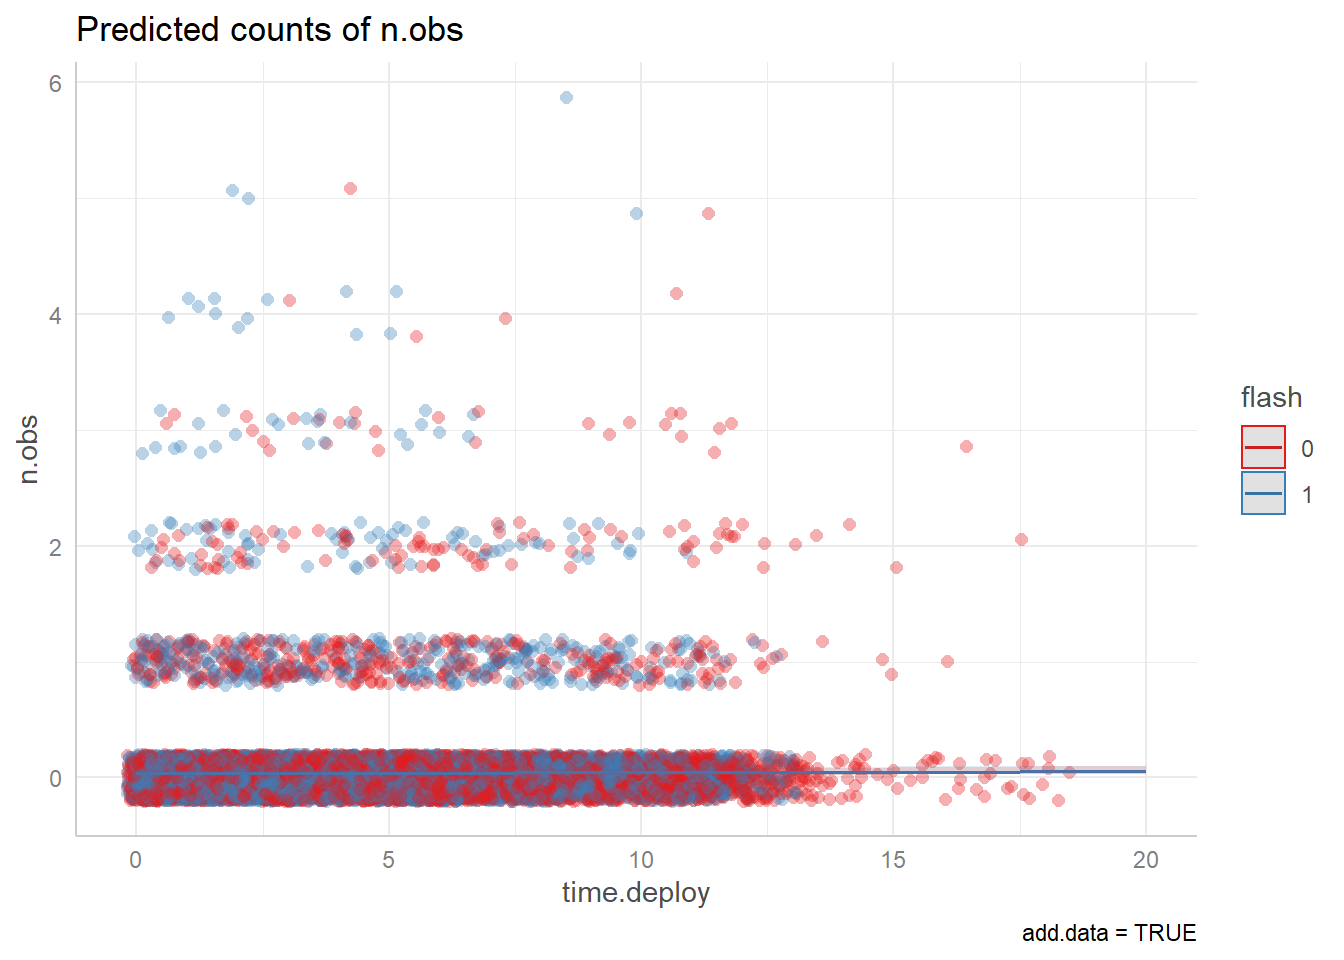 Predicted counts of n.obs
6
4
2
0
n.obs
0
5
10
15
20
time.deploy
flash
0
1
add.data = TRUE